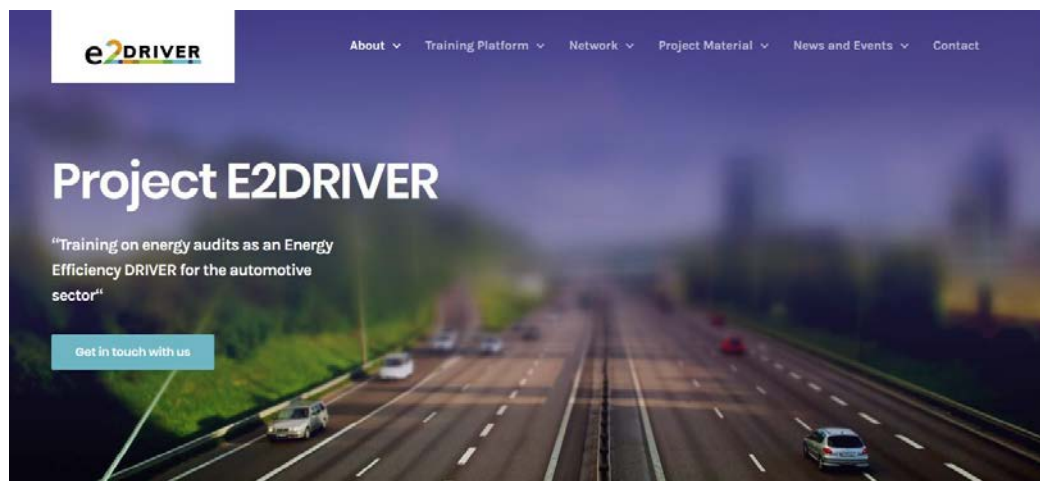 e2DRIVER
About
Training Platform
Network
Project Material
News and Events
Contact
Project E2DRIVER
“Training on energy audits as an Energy
Efficiency DRIVER for the automotive
sector“
Get in touch with us